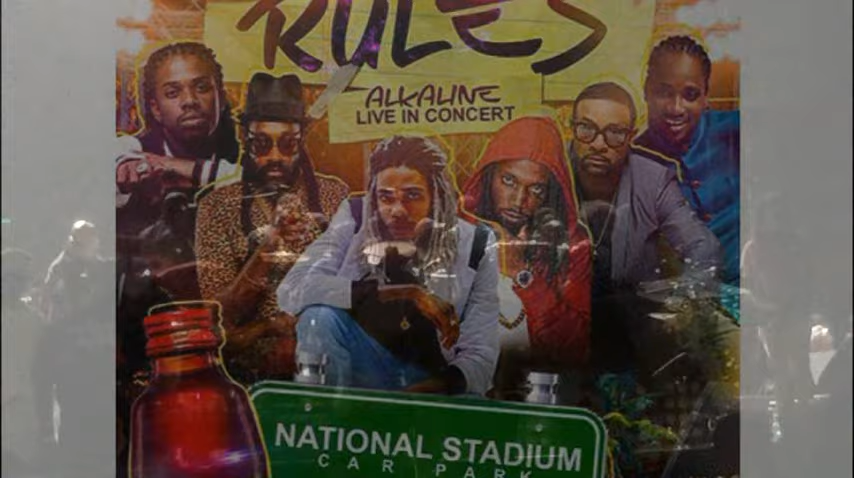 RULES
ALKALINE
LIVE IN CONCERT
NATIONAL STADIUM
CAR PARK